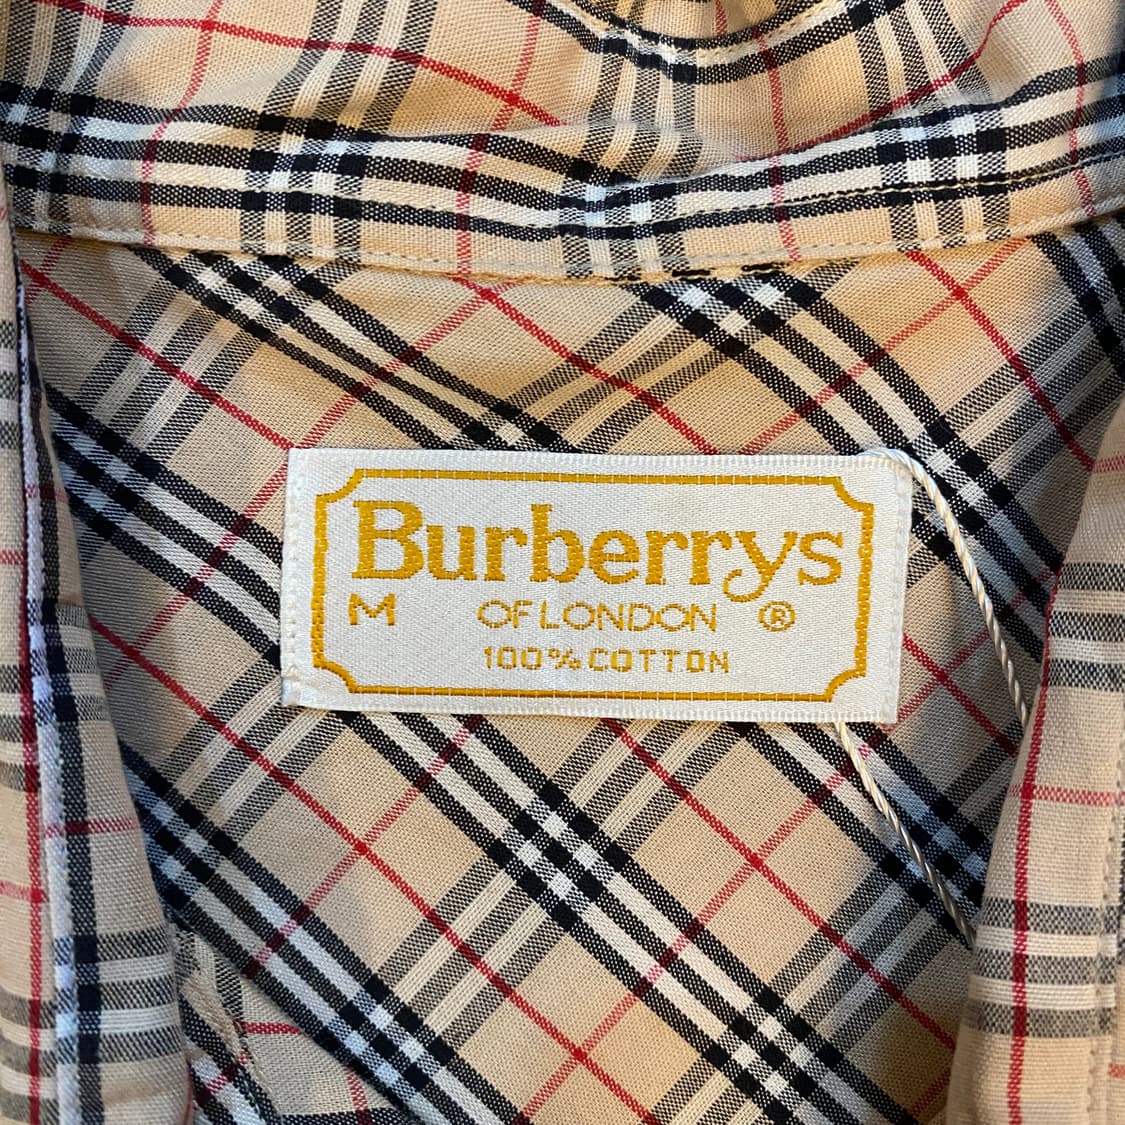 Burberrys
M OF LONDON ®
100% COTTON